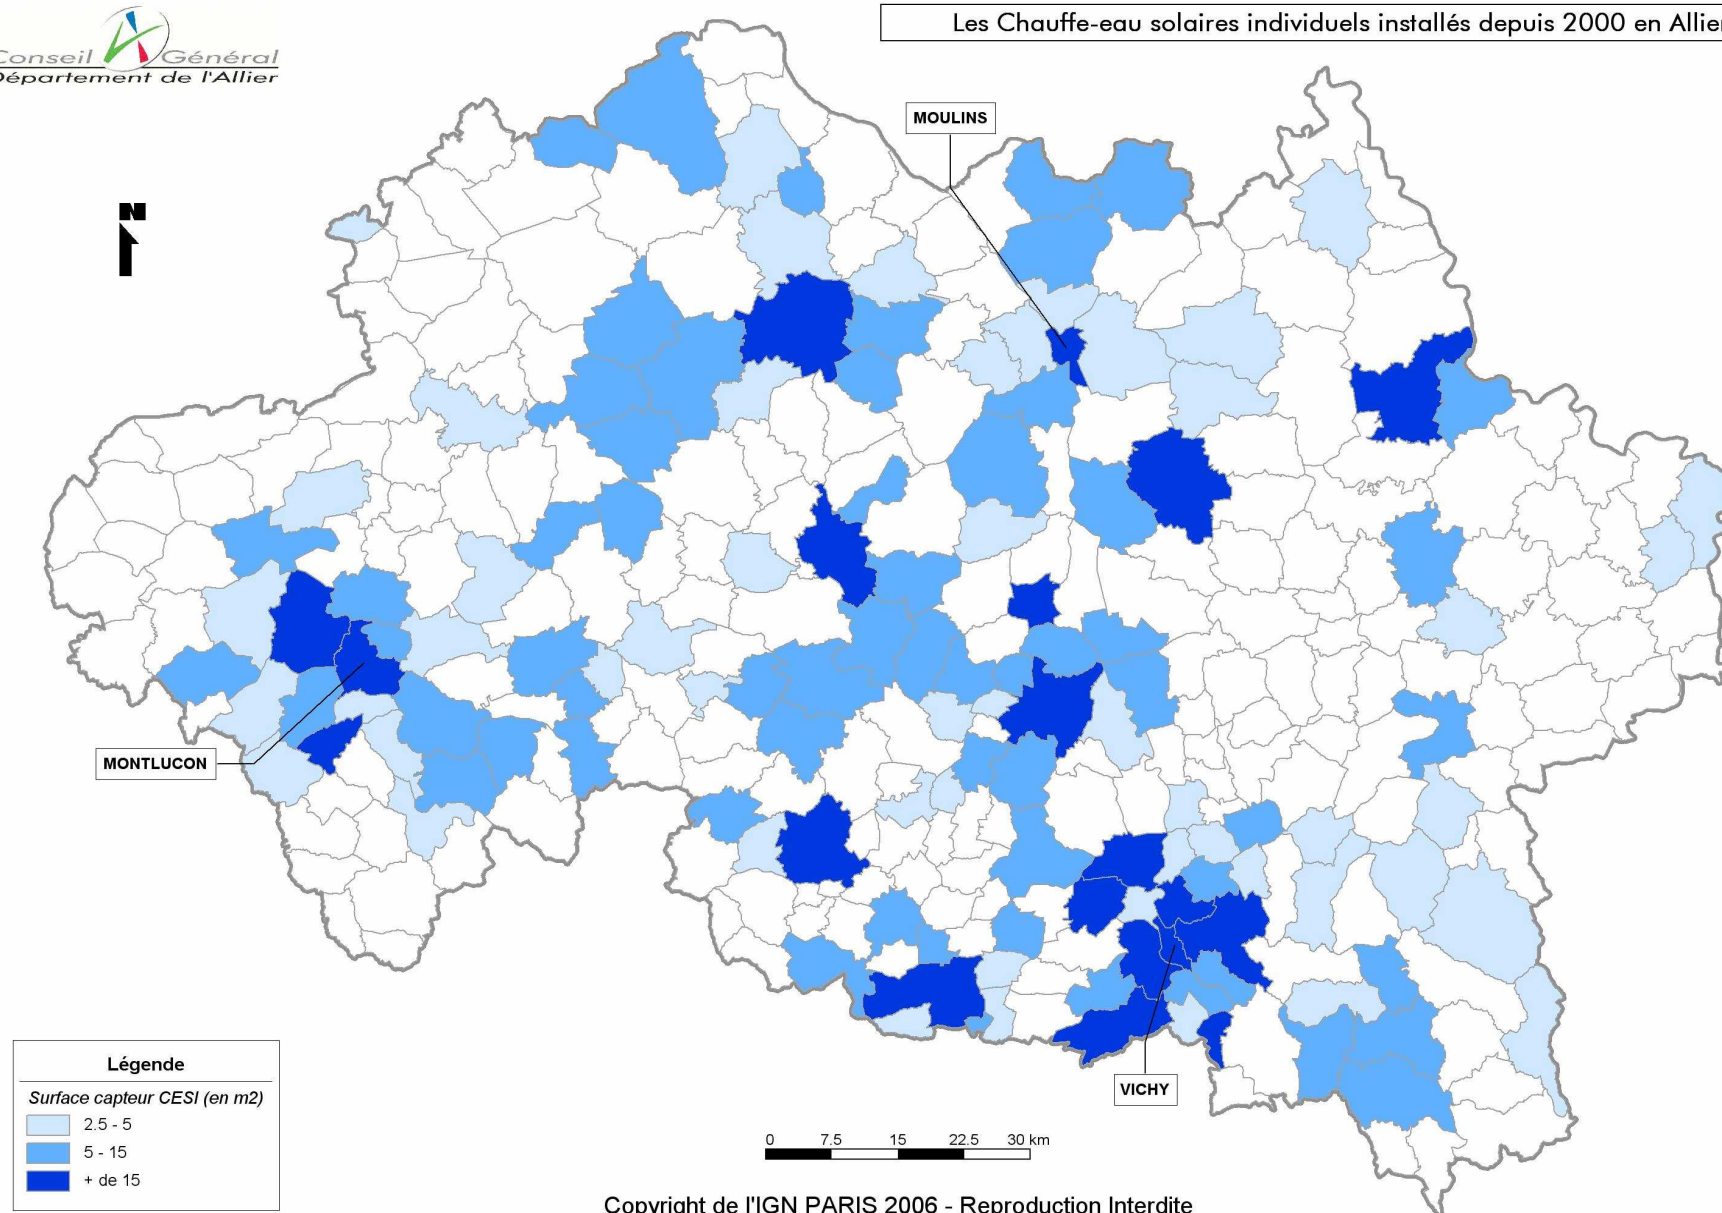 Conseil Général
Département de l'Allier
Les Chauffe-eau solaires individuels installés depuis 2000 en Allier
N
MOULINS
MONTLUCON
VICHY
Légende
Surface capteur CESI (en m2)
2.5 - 5
5 - 15
+ de 15
0 7.5 15 22.5 30 km
Copyright de l'IGN PARIS 2006 - Reproduction Interdite